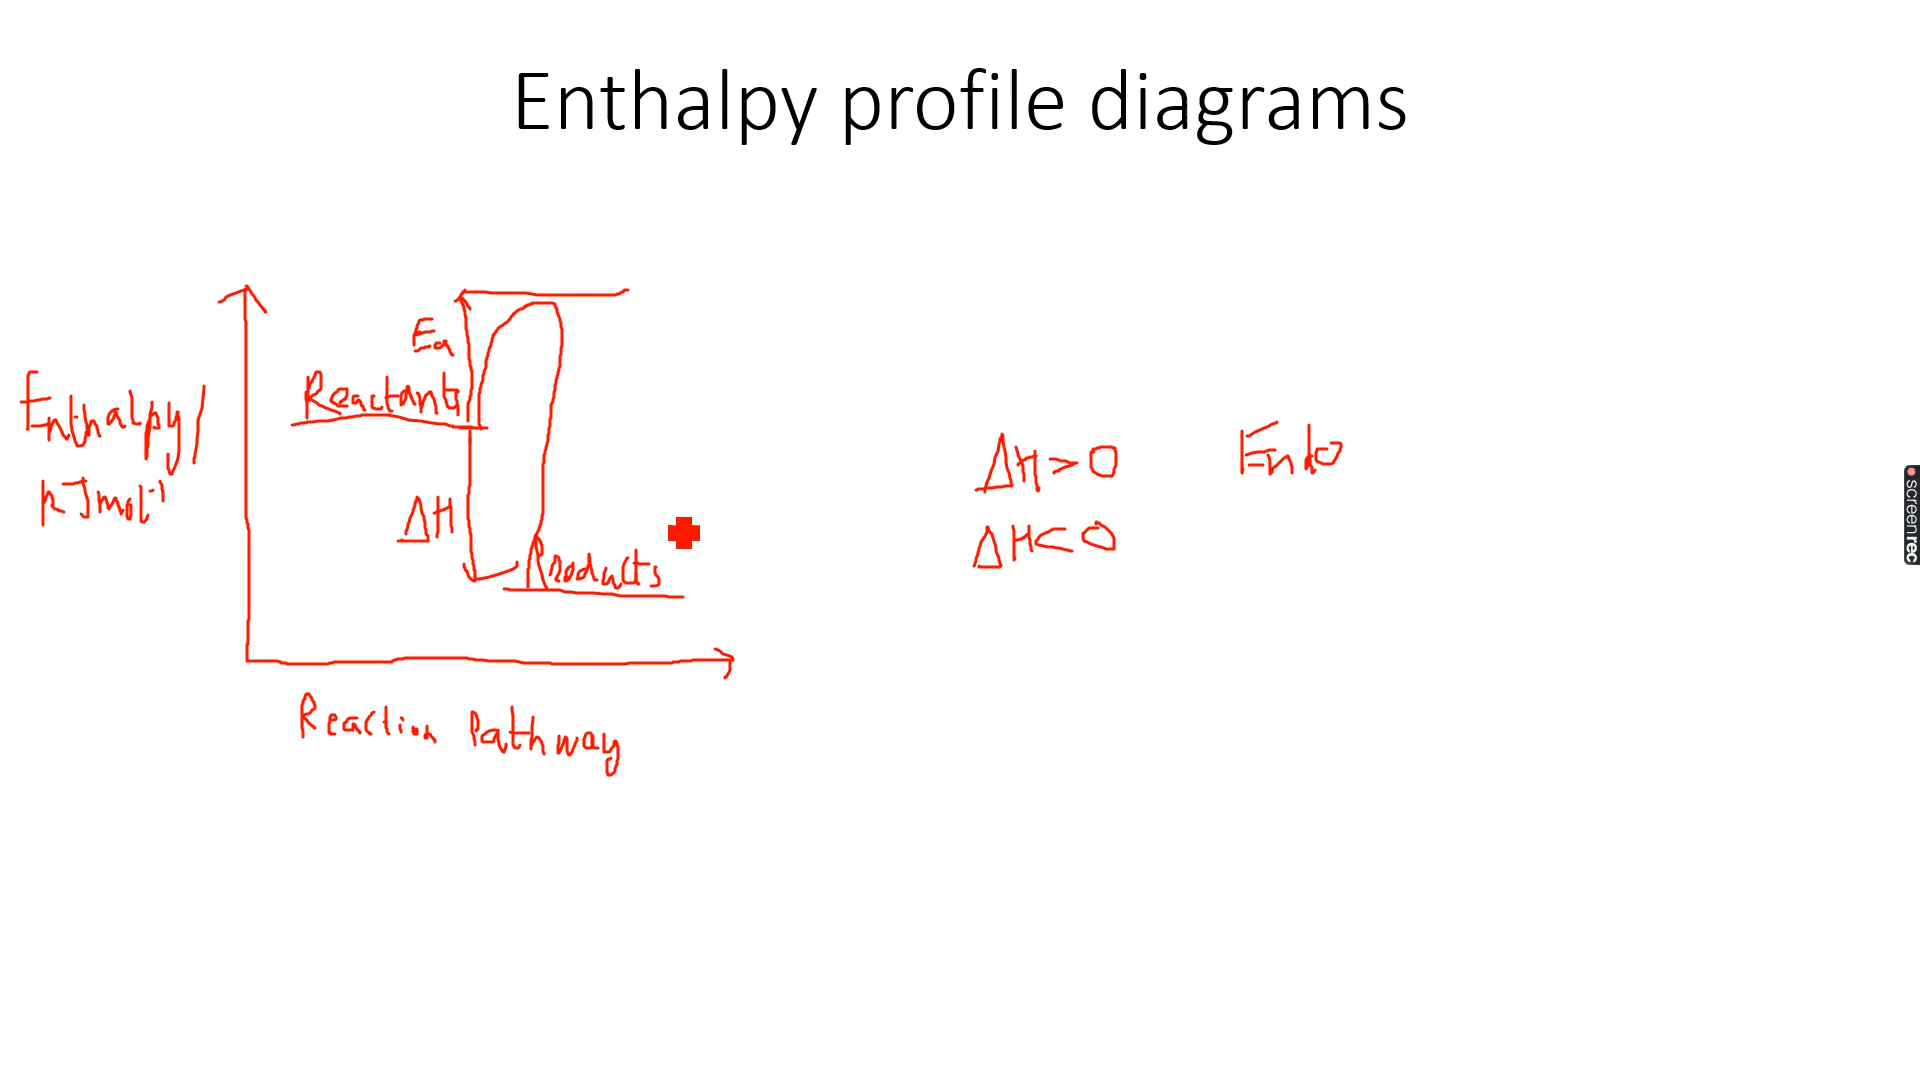 Enthalpy profile diagrams
Ea
Reactants
Enthalpy/
kJmol⁻¹
ΔH
Products
Reaction Pathway
ΔH>0 Endo
ΔH<0
screenrec